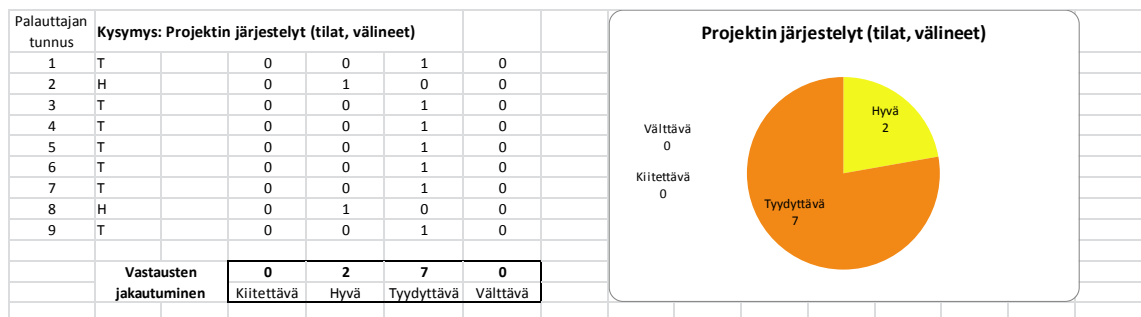 Palauttajan tunnus Kysymys: Projektin järjestelyt (tilat, välineet)
1 T 0 0 1 0
2 H 0 1 0 0
3 T 0 0 1 0
4 T 0 0 1 0
5 T 0 0 1 0
6 T 0 0 1 0
7 T 0 0 1 0
8 H 0 1 0 0
9 T 0 0 1 0
Vastausten 0 2 7 0
jakautuminen Kiitettävä Hyvä Tyydyttävä Välttävä
Projektin järjestelyt (tilat, välineet)
Hyvä
2
Välttävä
0
Kiitettävä
0
Tyydyttävä
7